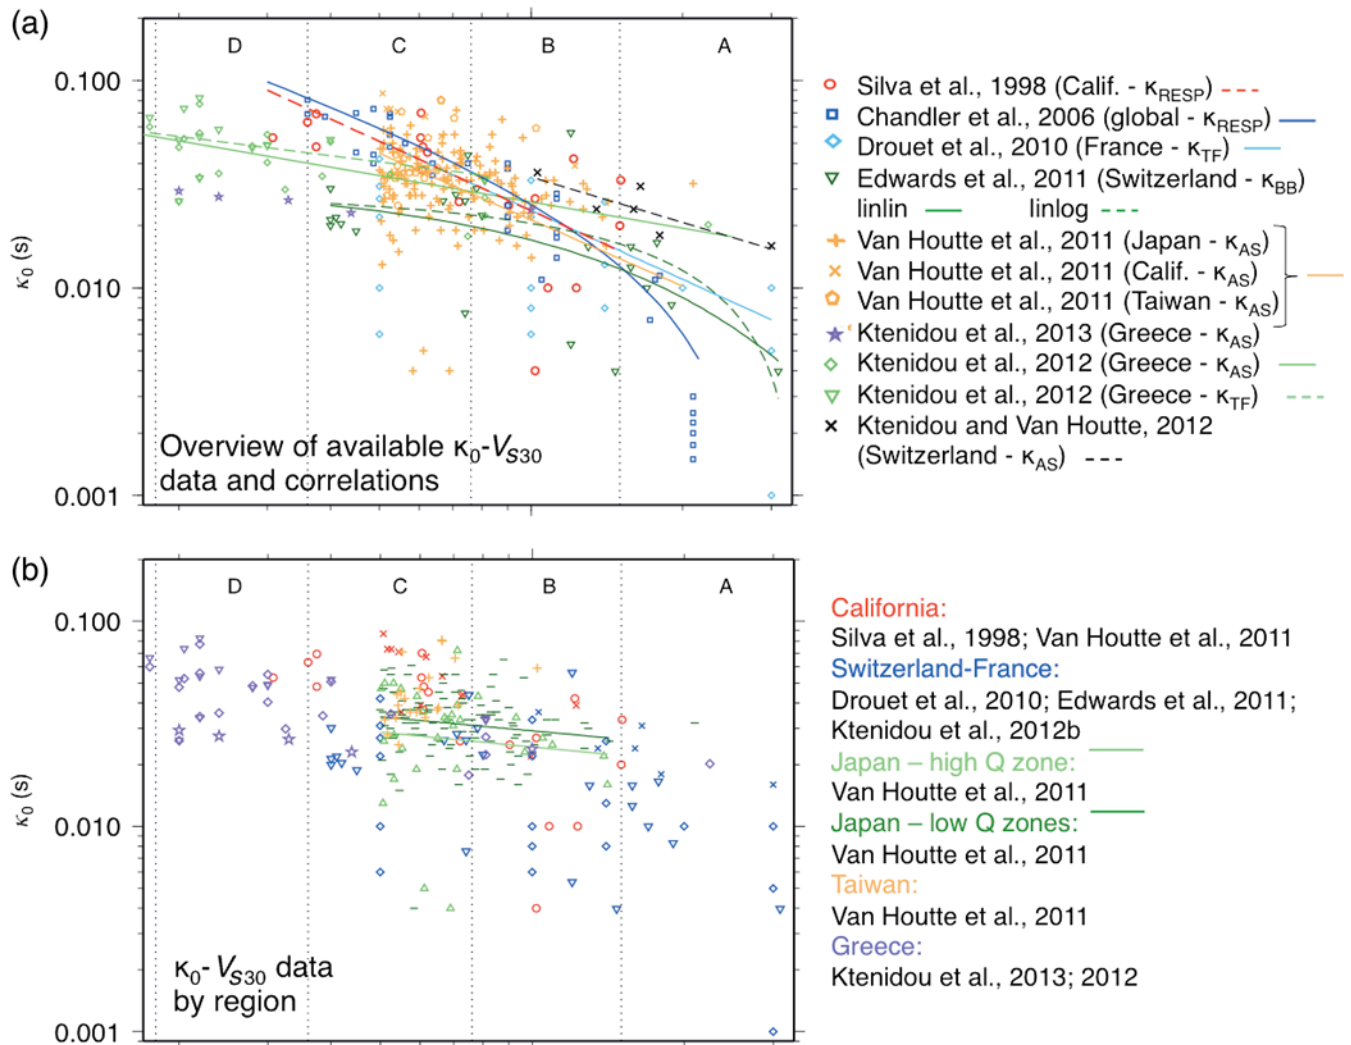 (a)
D C B A
0.100
0.010
0.001
κ0 (s)
Overview of available κ0-VS30
data and correlations
Silva et al., 1998 (Calif. - κRESP)
Chandler et al., 2006 (global - κRESP)
Drouet et al., 2010 (France - κTF)
Edwards et al., 2011 (Switzerland - κBB)
linlin linlog
Van Houtte et al., 2011 (Japan - κAS)
Van Houtte et al., 2011 (Calif. - κAS)
Van Houtte et al., 2011 (Taiwan - κAS)
Ktenidou et al., 2013 (Greece - κAS)
Ktenidou et al., 2012 (Greece - κAS)
Ktenidou et al., 2012 (Greece - κTF)
Ktenidou and Van Houtte, 2012
(Switzerland - κAS)
(b)
D C B A
0.100
0.010
0.001
κ0 (s)
κ0-VS30 data
by region
California:
Silva et al., 1998; Van Houtte et al., 2011
Switzerland-France:
Drouet et al., 2010; Edwards et al., 2011;
Ktenidou et al., 2012b
Japan – high Q zone:
Van Houtte et al., 2011
Japan – low Q zones:
Van Houtte et al., 2011
Taiwan:
Van Houtte et al., 2011
Greece:
Ktenidou et al., 2013; 2012